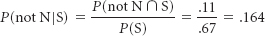 P(not N|S) = P(not N ∩ S) / P(S) = .11 / .67 = .164